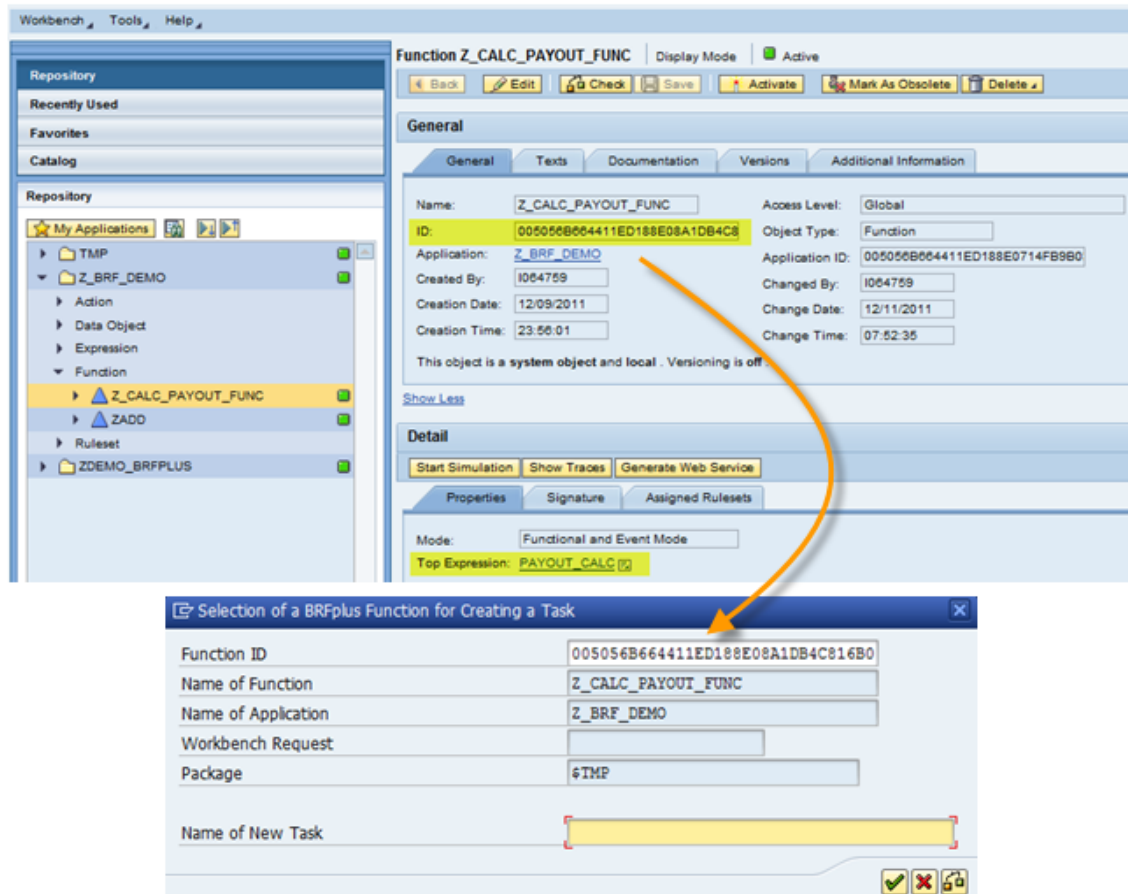 Workbench Tools Help
Function Z_CALC_PAYOUT_FUNC Display Mode Active
Back Edit Check Save Activate Mark As Obsolete Delete
Repository
Recently Used
Favorites
Catalog
Repository
My Applications
TMP
Z_BRF_DEMO
Action
Data Object
Expression
Function
Z_CALC_PAYOUT_FUNC
ZADD
Ruleset
ZDEMO_BRFPLUS
General
General Texts Documentation Versions Additional Information
Name: Z_CALC_PAYOUT_FUNC Access Level: Global
ID: 005056B664411ED188E08A1DB4C8 Object Type: Function
Application: Z_BRF_DEMO Application ID: 005056B664411ED188E0714FB9B0
Created By: I064759 Changed By: I064759
Creation Date: 12/09/2011 Change Date: 12/11/2011
Creation Time: 23:56:01 Change Time: 07:52:35
This object is a system object and local . Versioning is off .
Show Less
Detail
Start Simulation Show Traces Generate Web Service
Properties Signature Assigned Rulesets
Mode: Functional and Event Mode
Top Expression: PAYOUT_CALC
Selection of a BRFplus Function for Creating a Task
Function ID 005056B664411ED188E08A1DB4C816B0
Name of Function Z_CALC_PAYOUT_FUNC
Name of Application Z_BRF_DEMO
Workbench Request
Package $TMP
Name of New Task